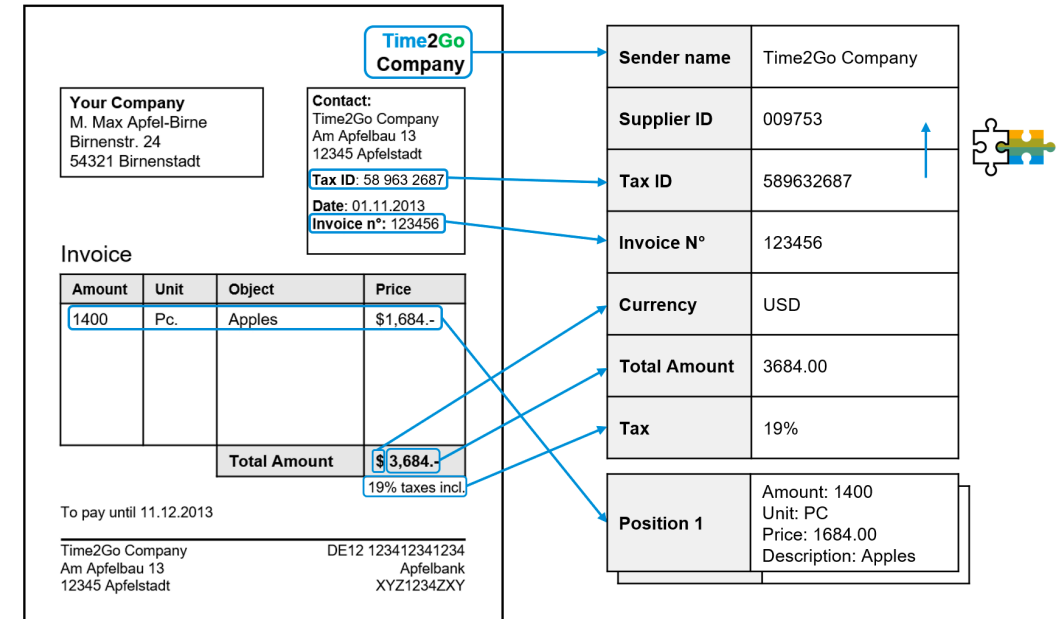 Time2Go
Company
Your Company
M. Max Apfel-Birne
Birnenstr. 24
54321 Birnenstadt
Contact:
Time2Go Company
Am Apfelbau 13
12345 Apfelstadt
Tax ID: 58 963 2687
Date: 01.11.2013
Invoice n°: 123456
Invoice
Amount Unit Object Price
1400 Pc. Apples $1,684.-
Total Amount $ 3,684.-
19% taxes incl.
To pay until 11.12.2013
Time2Go Company DE12 123412341234
Am Apfelbau 13 Apfelbank
12345 Apfelstadt XYZ1234ZXY
Sender name Time2Go Company
Supplier ID 009753
Tax ID 589632687
Invoice N° 123456
Currency USD
Total Amount 3684.00
Tax 19%
Position 1
Amount: 1400
Unit: PC
Price: 1684.00
Description: Apples